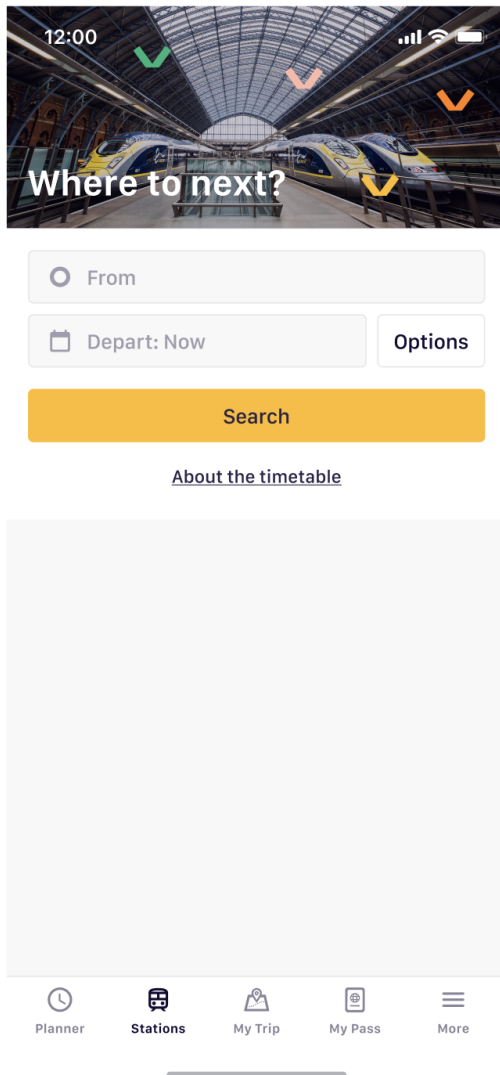 12:00
Where to next?
From
Depart: Now
Options
Search
About the timetable
Planner
Stations
My Trip
My Pass
More